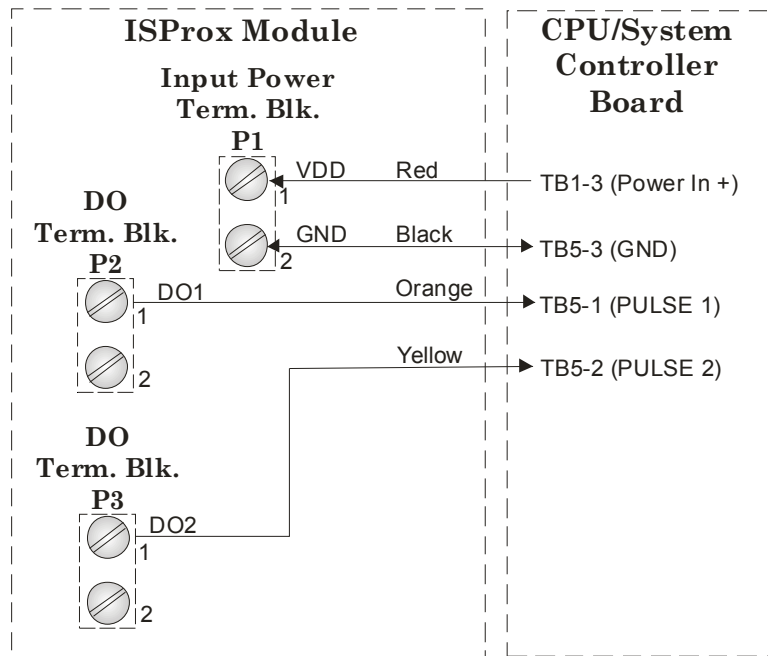 ISProx Module
CPU/System
Controller
Board
Input Power
Term. Blk.
P1
VDD Red
1
TB1-3 (Power In +)
GND Black
2
TB5-3 (GND)
DO
Term. Blk.
P2
DO1 Orange
1
TB5-1 (PULSE 1)
2
Yellow
TB5-2 (PULSE 2)
DO
Term. Blk.
P3
DO2
1
2